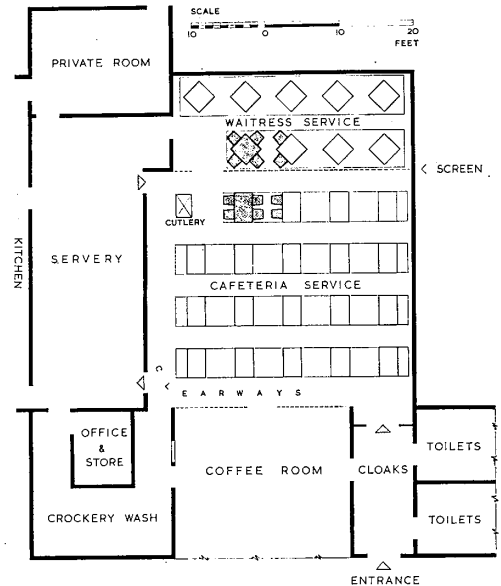 SCALE
10 0 10 20
FEET
PRIVATE ROOM
WAITRESS SERVICE
SCREEN
CUTLERY
KITCHEN
SERVERY
CAFETERIA SERVICE
CLEARWAYS
OFFICE
&
STORE
COFFEE ROOM
CLOAKS
TOILETS
CROCKERY WASH
TOILETS
ENTRANCE